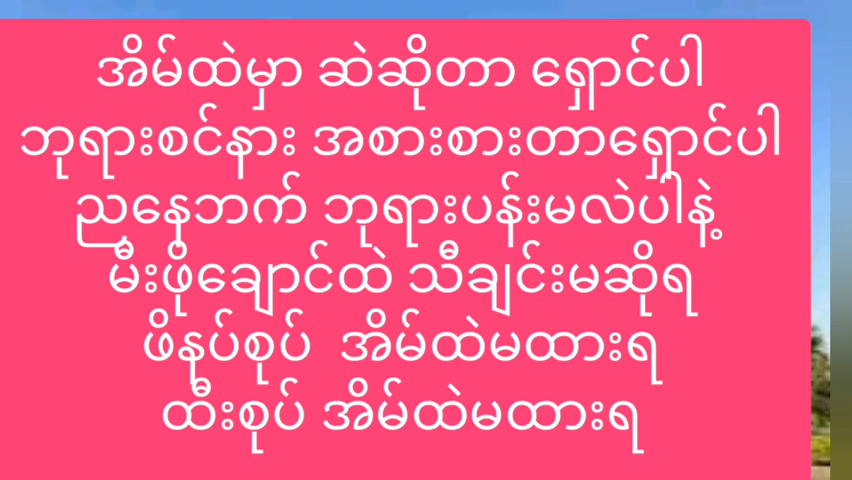 အိမ်ထဲမှာ ဆဲဆိုတာ ရှောင်ပါ
ဘုရားစင်နား အစားစားတာရှောင်ပါ
ညနေဘက် ဘုရားပန်းမလဲပါနဲ့
မီးဖိုချောင်ထဲ သီချင်းမဆိုရ
ဖိနပ်စုပ် အိမ်ထဲမထားရ
ထီးစုပ် အိမ်ထဲမထားရ